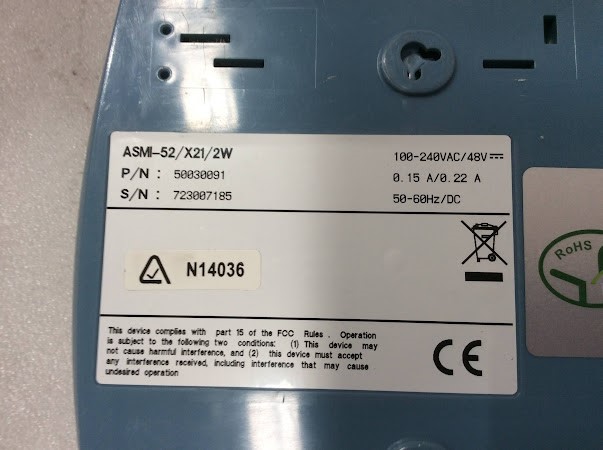 ASMI-52/X21/2W
P/N : 50030091
S/N : 723007185
100-240VAC/48V⎓
0.15 A/0.22 A
50-60Hz/DC
N14036
RoHS
This device complies with part 15 of the FCC Rules . Operation
is subject to the following two conditions: (1) This device may
not cause harmful interference, and (2) this device must accept
any interference received, including interference that may cause
undesired operation
CE